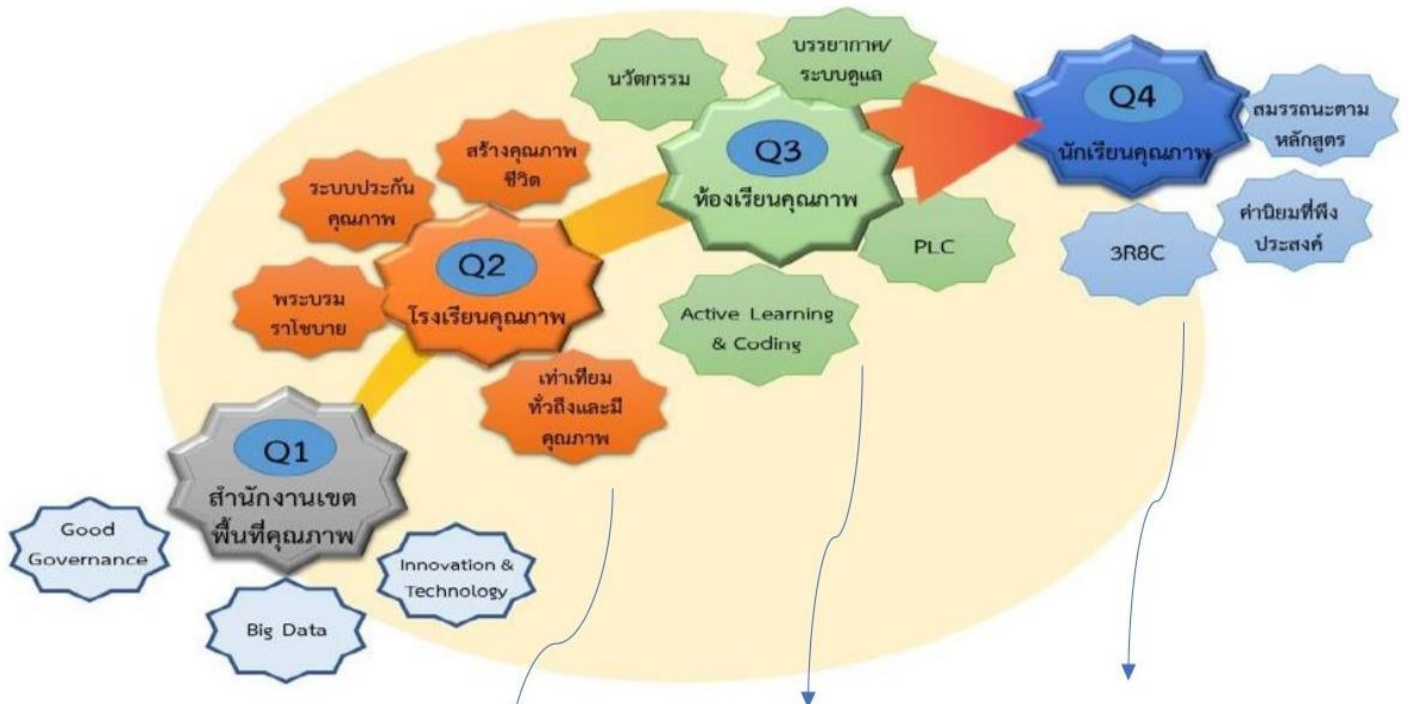 Q1
สำนักงานเขต
พื้นที่คุณภาพ
Good
Governance
Big Data
Innovation &
Technology
Q2
โรงเรียนคุณภาพ
พระบรม
ราโชบาย
ระบบประกัน
คุณภาพ
สร้างคุณภาพ
ชีวิต
เท่าเทียม
ทั่วถึงและมี
คุณภาพ
Q3
ห้องเรียนคุณภาพ
นวัตกรรม
บรรยากาศ/
ระบบดูแล
PLC
Active Learning
& Coding
Q4
นักเรียนคุณภาพ
สมรรถนะตาม
หลักสูตร
ค่านิยมที่พึง
ประสงค์
3R8C